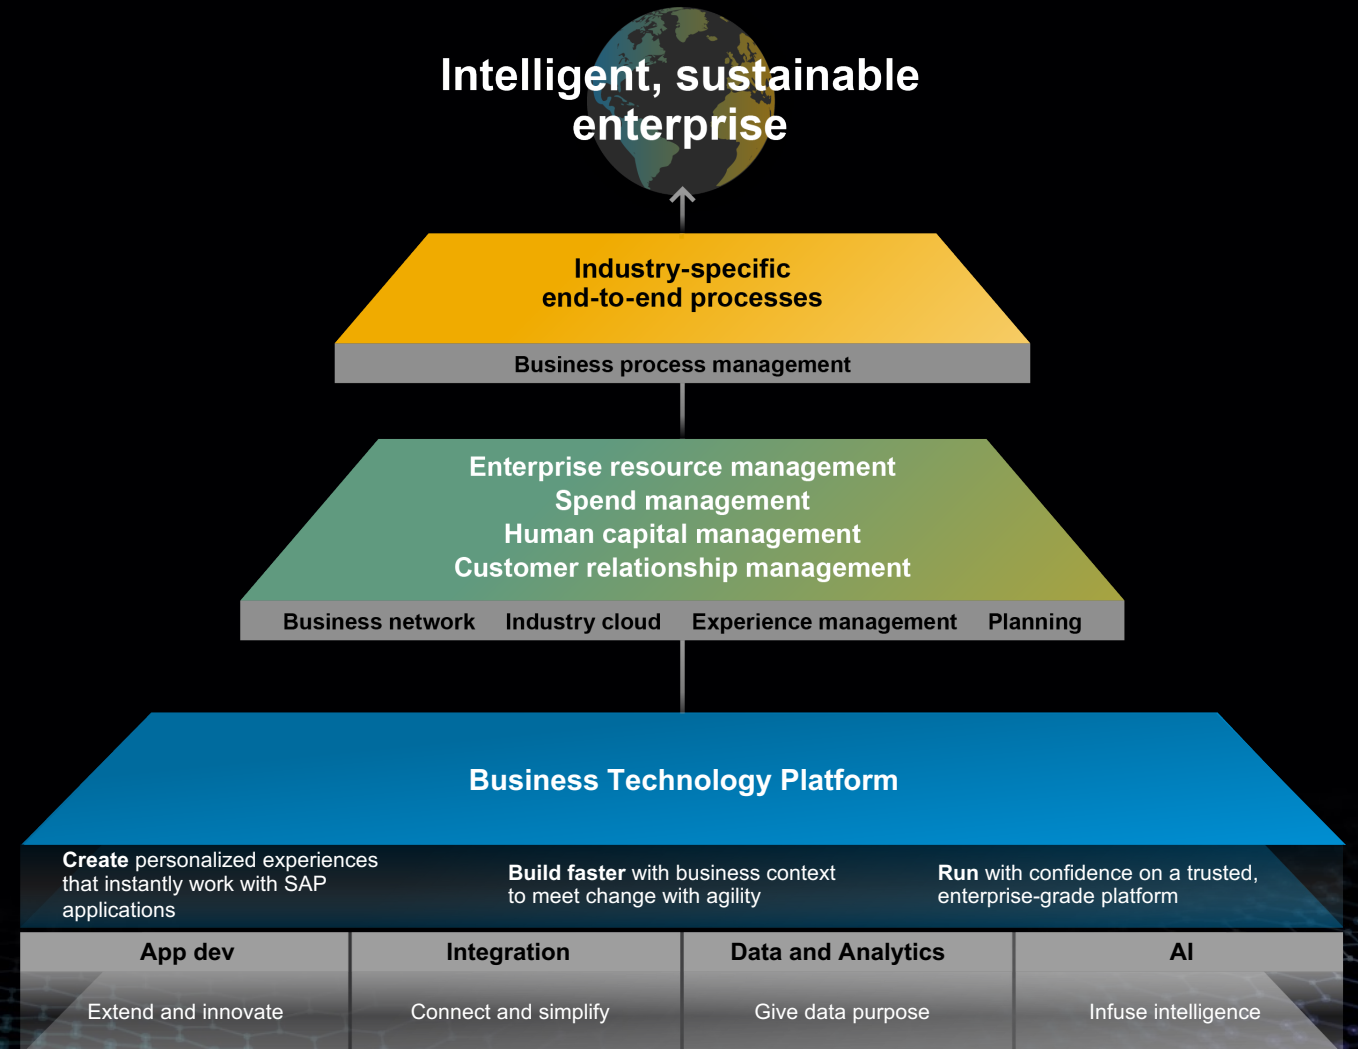 Intelligent, sustainable
enterprise
Industry-specific
end-to-end processes
Business process management
Enterprise resource management
Spend management
Human capital management
Customer relationship management
Business network Industry cloud Experience management Planning
Business Technology Platform
Create personalized experiences
that instantly work with SAP
applications
Build faster with business context
to meet change with agility
Run with confidence on a trusted,
enterprise-grade platform
App dev Integration Data and Analytics AI
Extend and innovate Connect and simplify Give data purpose Infuse intelligence